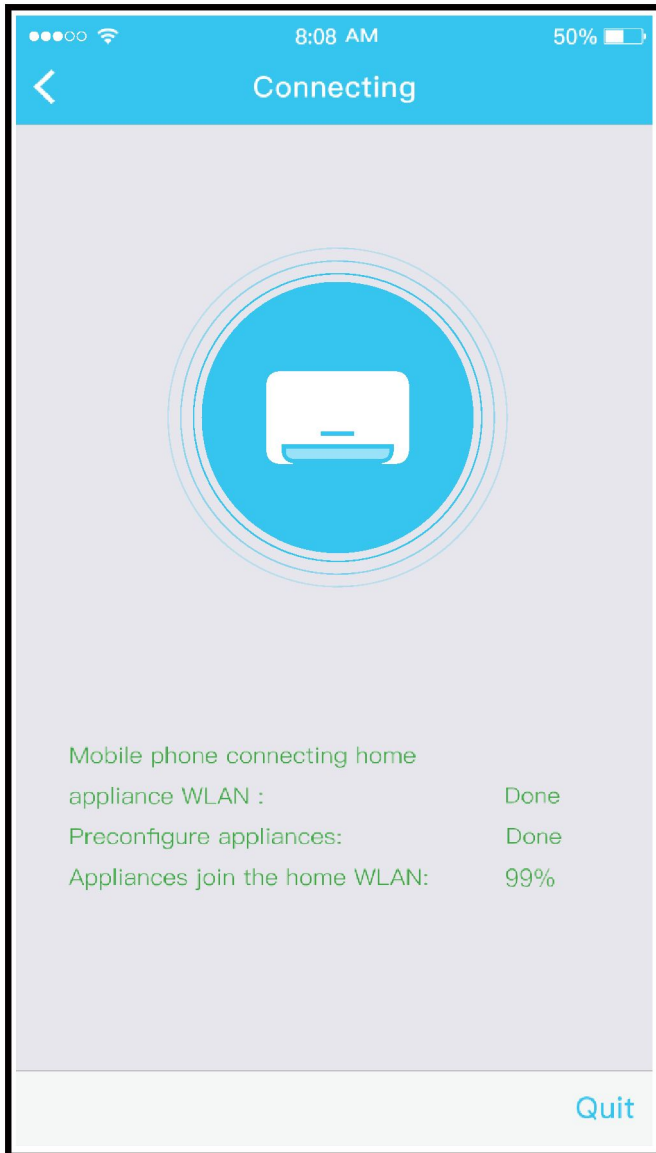 8:08 AM
50%
Connecting
Mobile phone connecting home
appliance WLAN : Done
Preconfigure appliances: Done
Appliances join the home WLAN: 99%
Quit